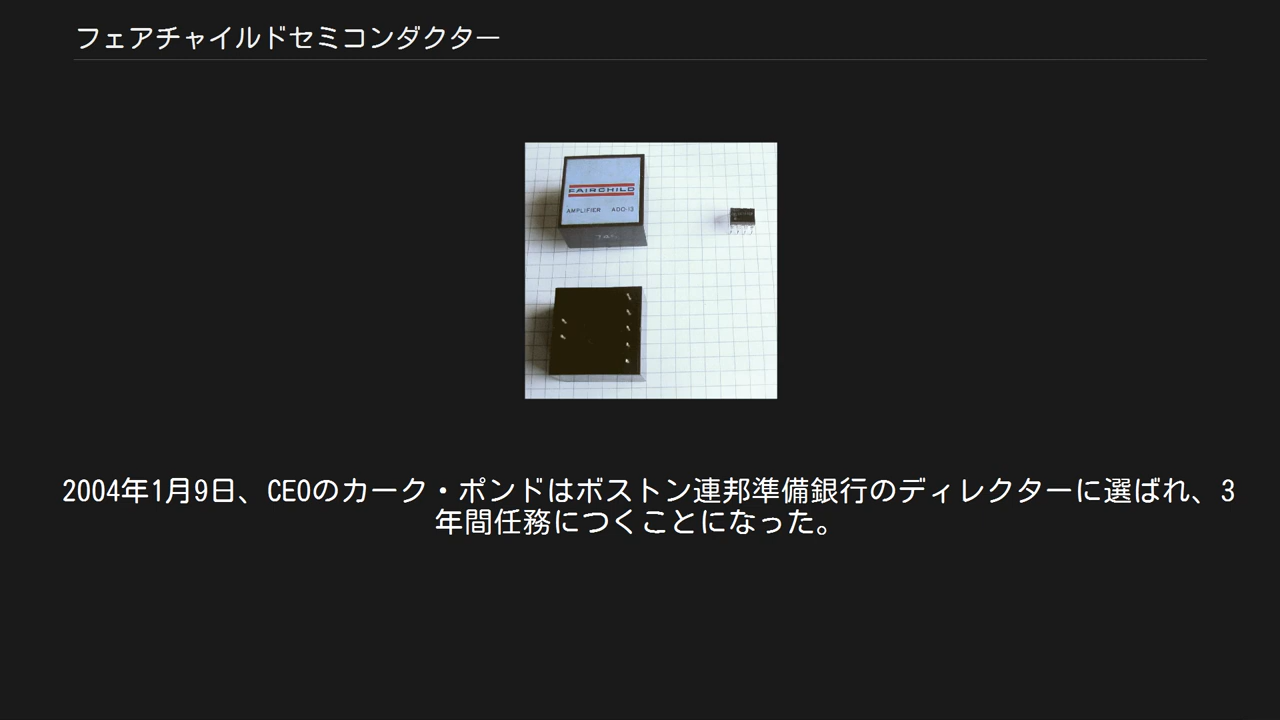 フェアチャイルドセミコンダクター
FAIRCHILD
AMPLIFIER ADO-13
2004年1月9日、CEOのカーク・ポンドはボストン連邦準備銀行のディレクターに選ばれ、3
年間任務につくことになった。